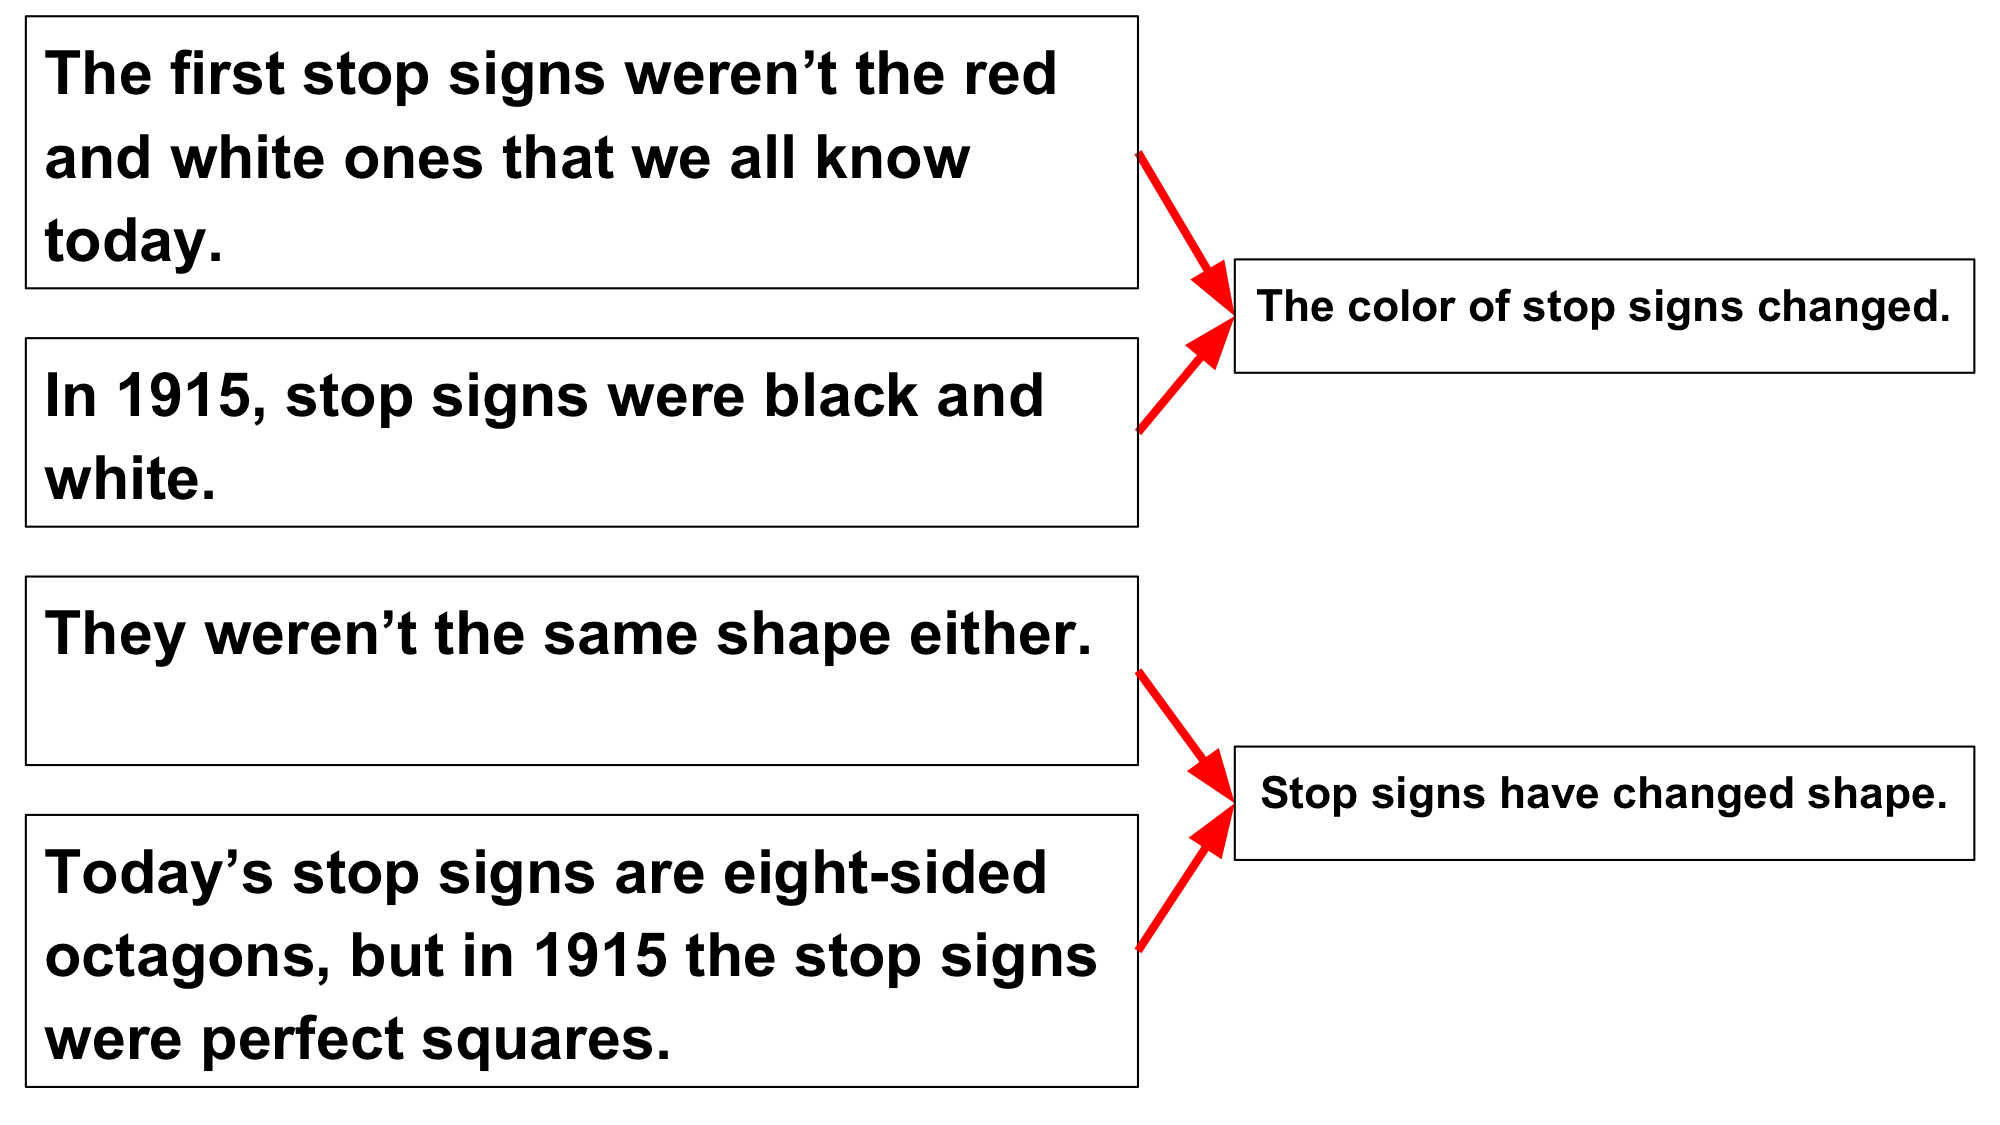 The first stop signs weren’t the red
and white ones that we all know
today.
In 1915, stop signs were black and
white.
The color of stop signs changed.
They weren’t the same shape either.
Today’s stop signs are eight-sided
octagons, but in 1915 the stop signs
were perfect squares.
Stop signs have changed shape.